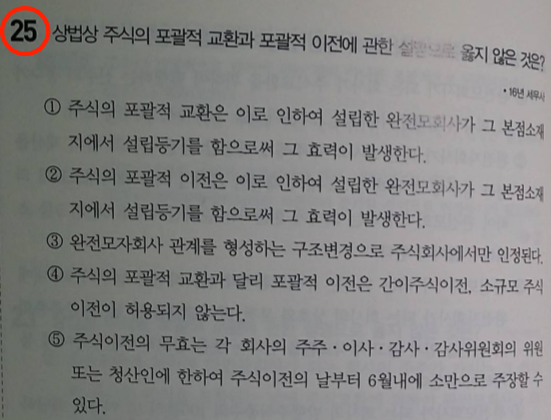 25 상법상 주식의 포괄적 교환과 포괄적 이전에 관한 설명으로 옳지 않은 것은?
• 16년 세무사
① 주식의 포괄적 교환은 이로 인하여 설립한 완전모회사가 그 본점소재
지에서 설립등기를 함으로써 그 효력이 발생한다.
② 주식의 포괄적 이전은 이로 인하여 설립한 완전모회사가 그 본점소재
지에서 설립등기를 함으로써 그 효력이 발생한다.
③ 완전모자회사 관계를 형성하는 구조변경으로 주식회사에서만 인정된다.
④ 주식의 포괄적 교환과 달리 포괄적 이전은 간이주식이전, 소규모 주식
이전이 허용되지 않는다.
⑤ 주식이전의 무효는 각 회사의 주주·이사·감사·감사위원회의 위원
또는 청산인에 한하여 주식이전의 날부터 6월내에 소만으로 주장할 수
있다.